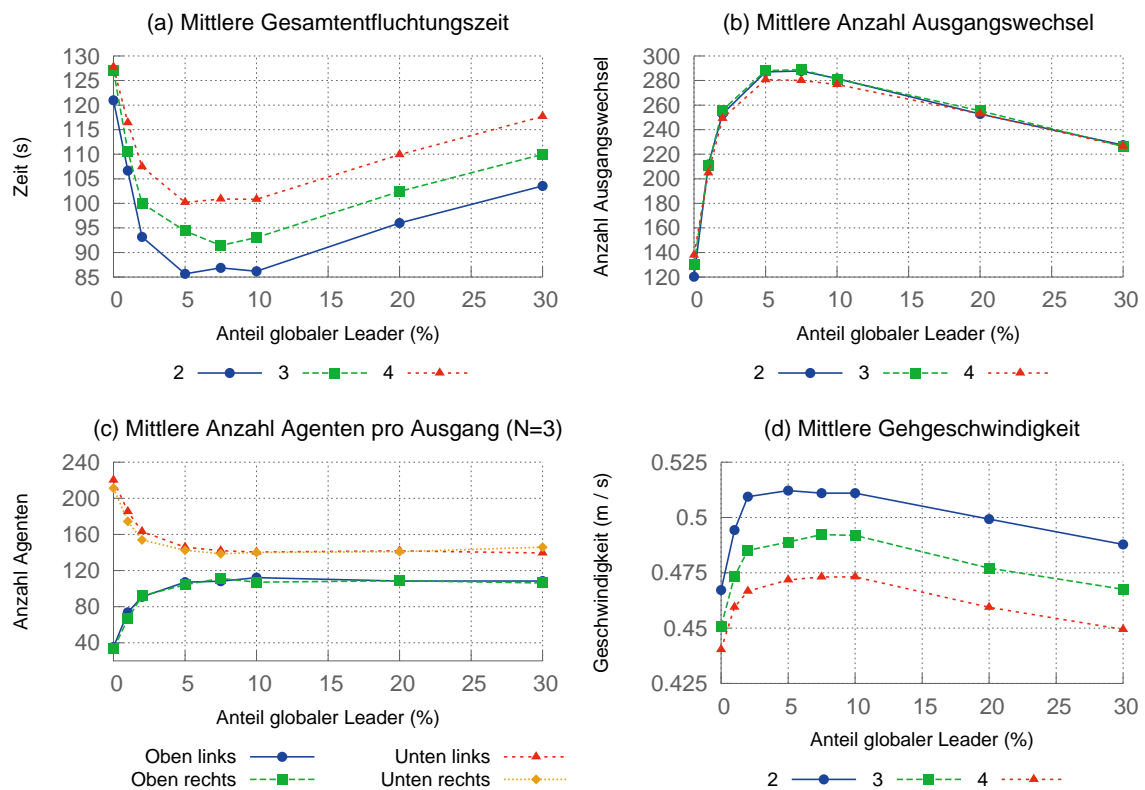 (a) Mittlere Gesamtentfluchtungszeit
130
125
120
115
110
105
100
95
90
85
Zeit (s)
0 5 10 15 20 25 30
Anteil globaler Leader (%)
2 3 4
(b) Mittlere Anzahl Ausgangswechsel
300
280
260
240
220
200
180
160
140
120
Anzahl Ausgangswechsel
0 5 10 15 20 25 30
Anteil globaler Leader (%)
2 3 4
(c) Mittlere Anzahl Agenten pro Ausgang (N=3)
240
200
160
120
80
40
Anzahl Agenten
0 5 10 15 20 25 30
Anteil globaler Leader (%)
Oben links Unten links
Oben rechts Unten rechts
(d) Mittlere Gehgeschwindigkeit
0.525
0.5
0.475
0.45
0.425
Geschwindigkeit (m / s)
0 5 10 15 20 25 30
Anteil globaler Leader (%)
2 3 4